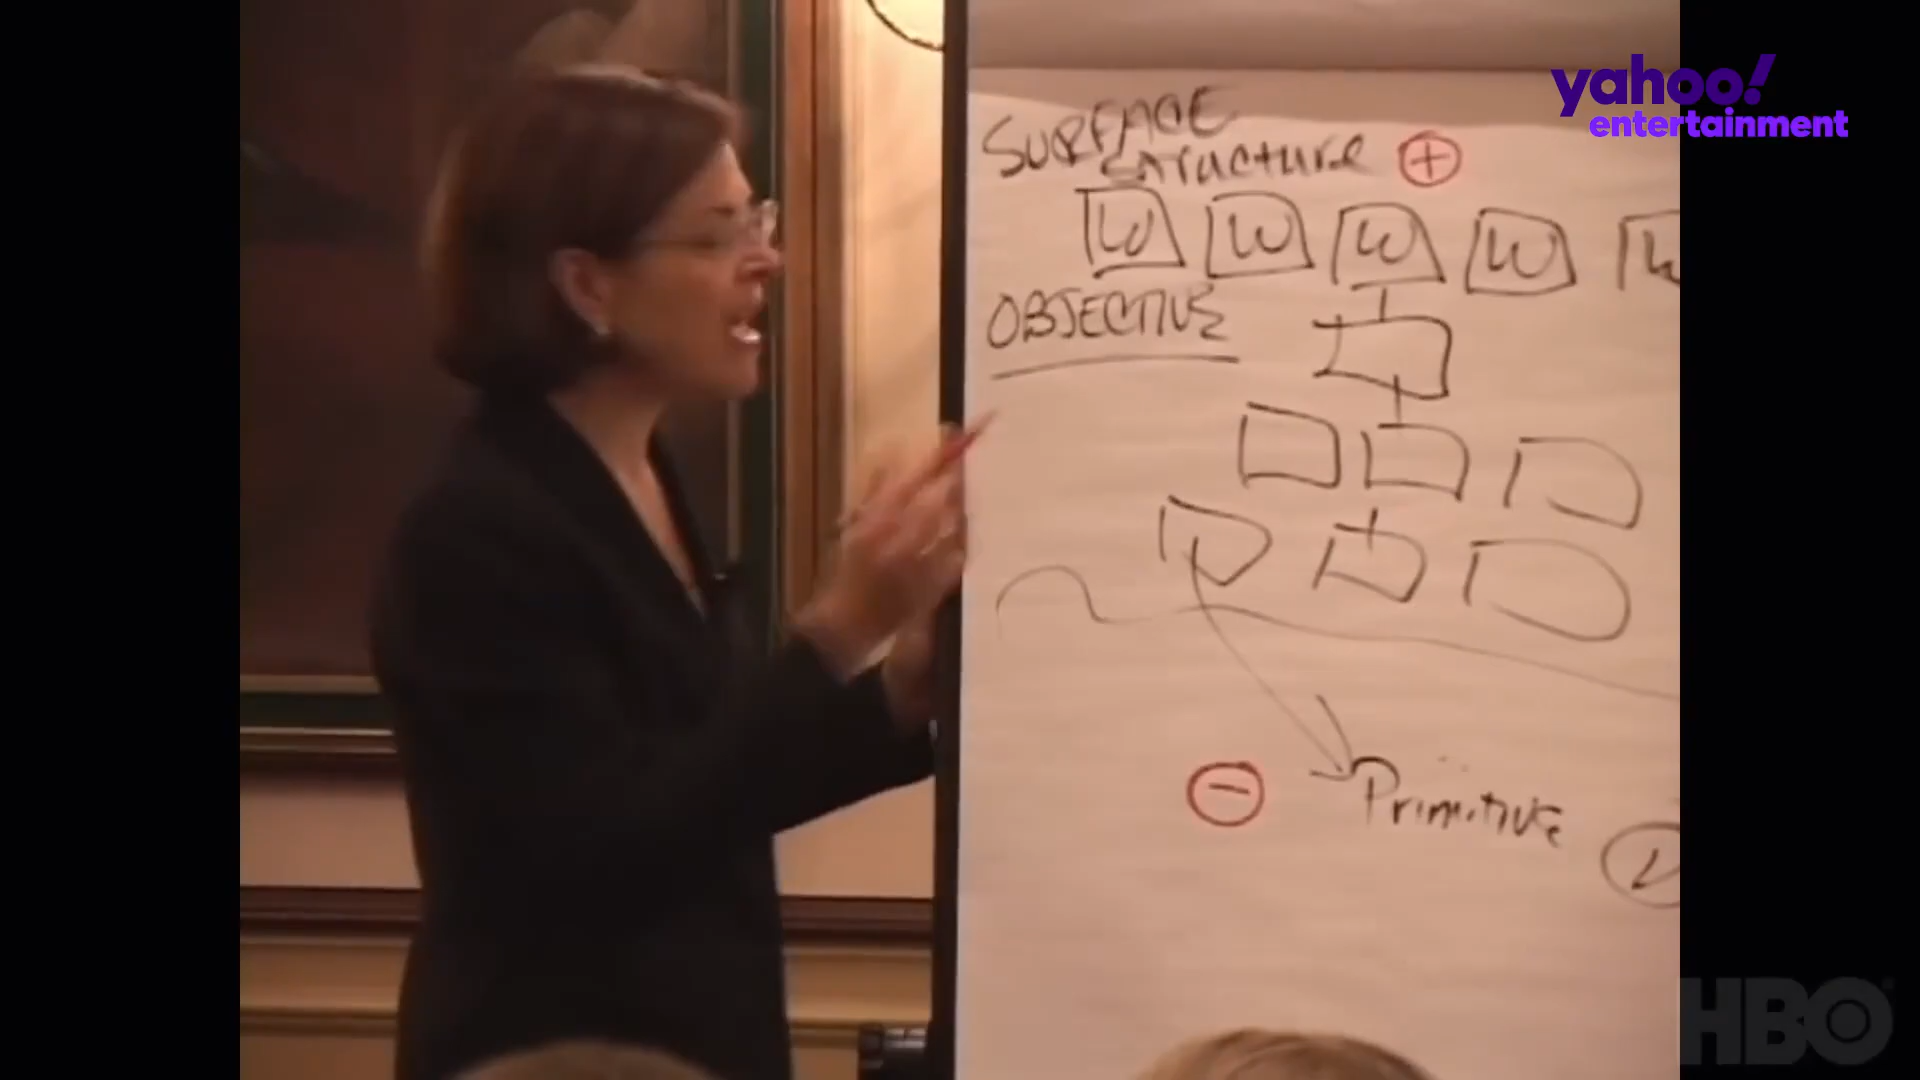 yahoo!
entertainment
SURFACE
Structure +
W W W W W
OBJECTIVE
−
Primitive
HBO